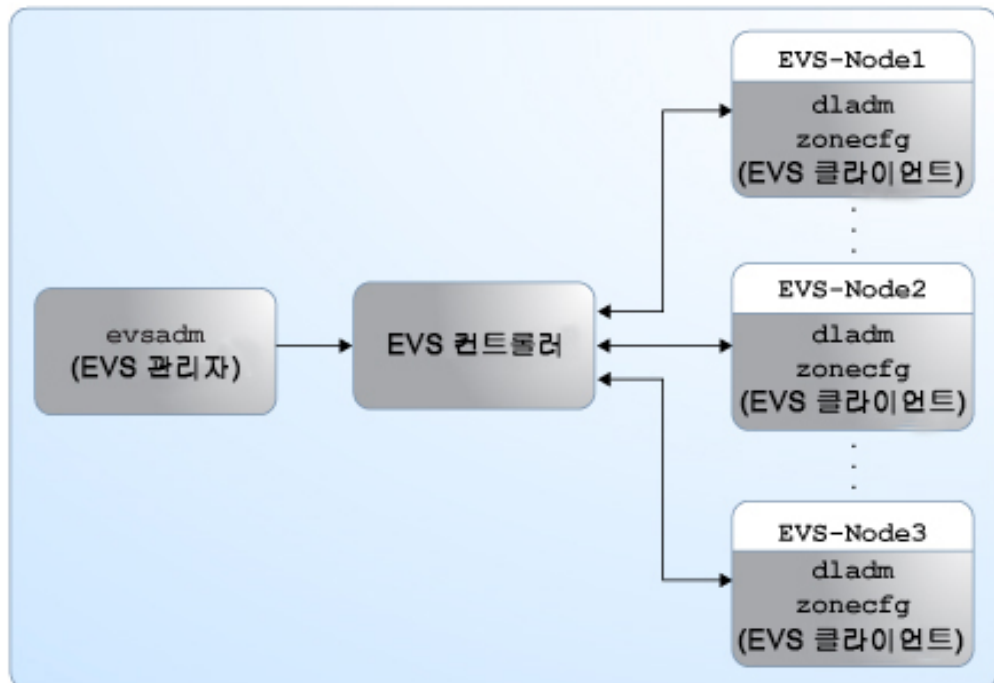 evsadm
(EVS 관리자)
EVS 컨트롤러
EVS-Node1
dladm
zonecfg
(EVS 클라이언트)
EVS-Node2
dladm
zonecfg
(EVS 클라이언트)
EVS-Node3
dladm
zonecfg
(EVS 클라이언트)